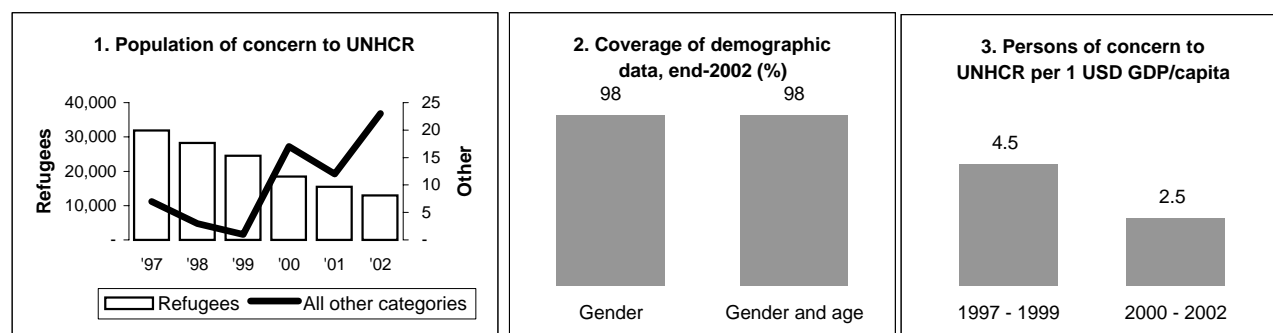 1. Population of concern to UNHCR
40,000
30,000
20,000
10,000
-
Refugees
25
20
15
10
5
-
Other
'97 '98 '99 '00 '01 '02
Refugees All other categories
2. Coverage of demographic
data, end-2002 (%)
98 98
Gender Gender and age
3. Persons of concern to
UNHCR per 1 USD GDP/capita
4.5
2.5
1997 - 1999 2000 - 2002